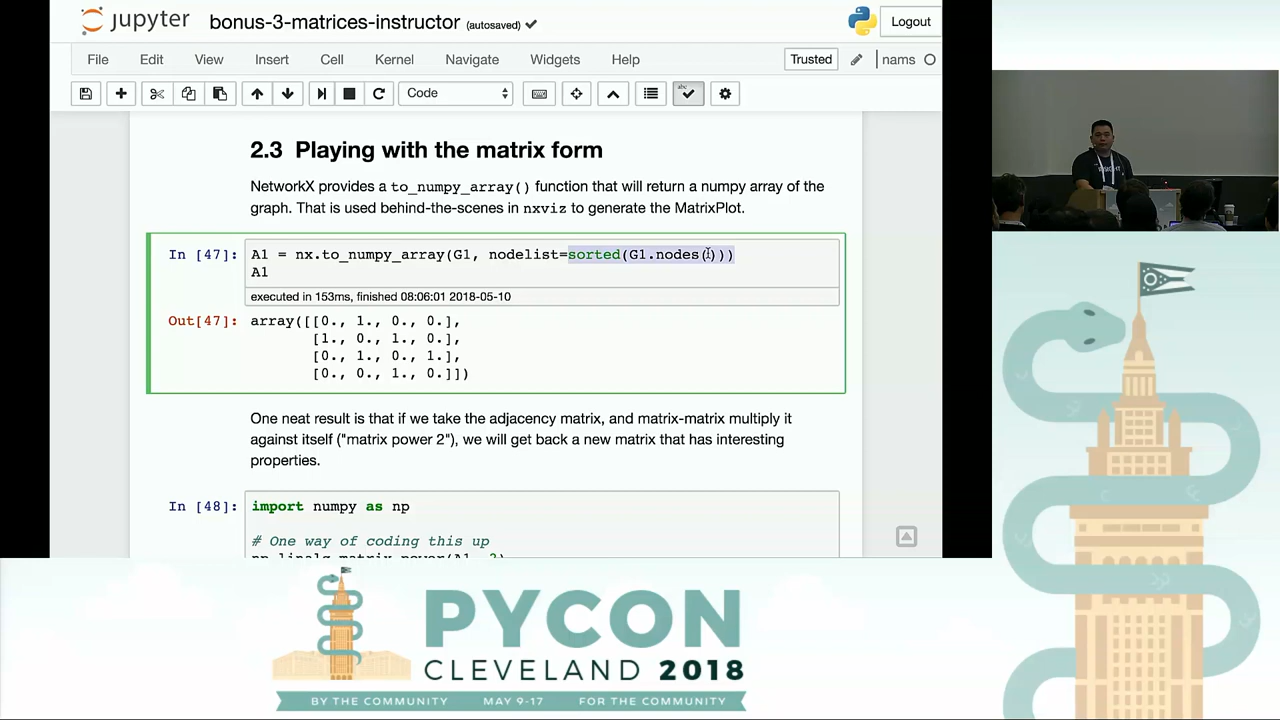 jupyter bonus-3-matrices-instructor (autosaved) Logout
File Edit View Insert Cell Kernel Navigate Widgets Help Trusted nams
Code
2.3 Playing with the matrix form
NetworkX provides a to_numpy_array() function that will return a numpy array of the
graph. That is used behind-the-scenes in nxviz to generate the MatrixPlot.
In [47]: A1 = nx.to_numpy_array(G1, nodelist=sorted(G1.nodes()))
A1
executed in 153ms, finished 08:06:01 2018-05-10
Out[47]: array([[0., 1., 0., 0.],
[1., 0., 1., 0.],
[0., 1., 0., 1.],
[0., 0., 1., 0.]])
One neat result is that if we take the adjacency matrix, and matrix-matrix multiply it
against itself ("matrix power 2"), we will get back a new matrix that has interesting
properties.
In [48]: import numpy as np
# One way of coding this up
np.linalg.matrix_power(A1, 2)
PYCON
CLEVELAND 2018
BY THE COMMUNITY MAY 9-17 FOR THE COMMUNITY